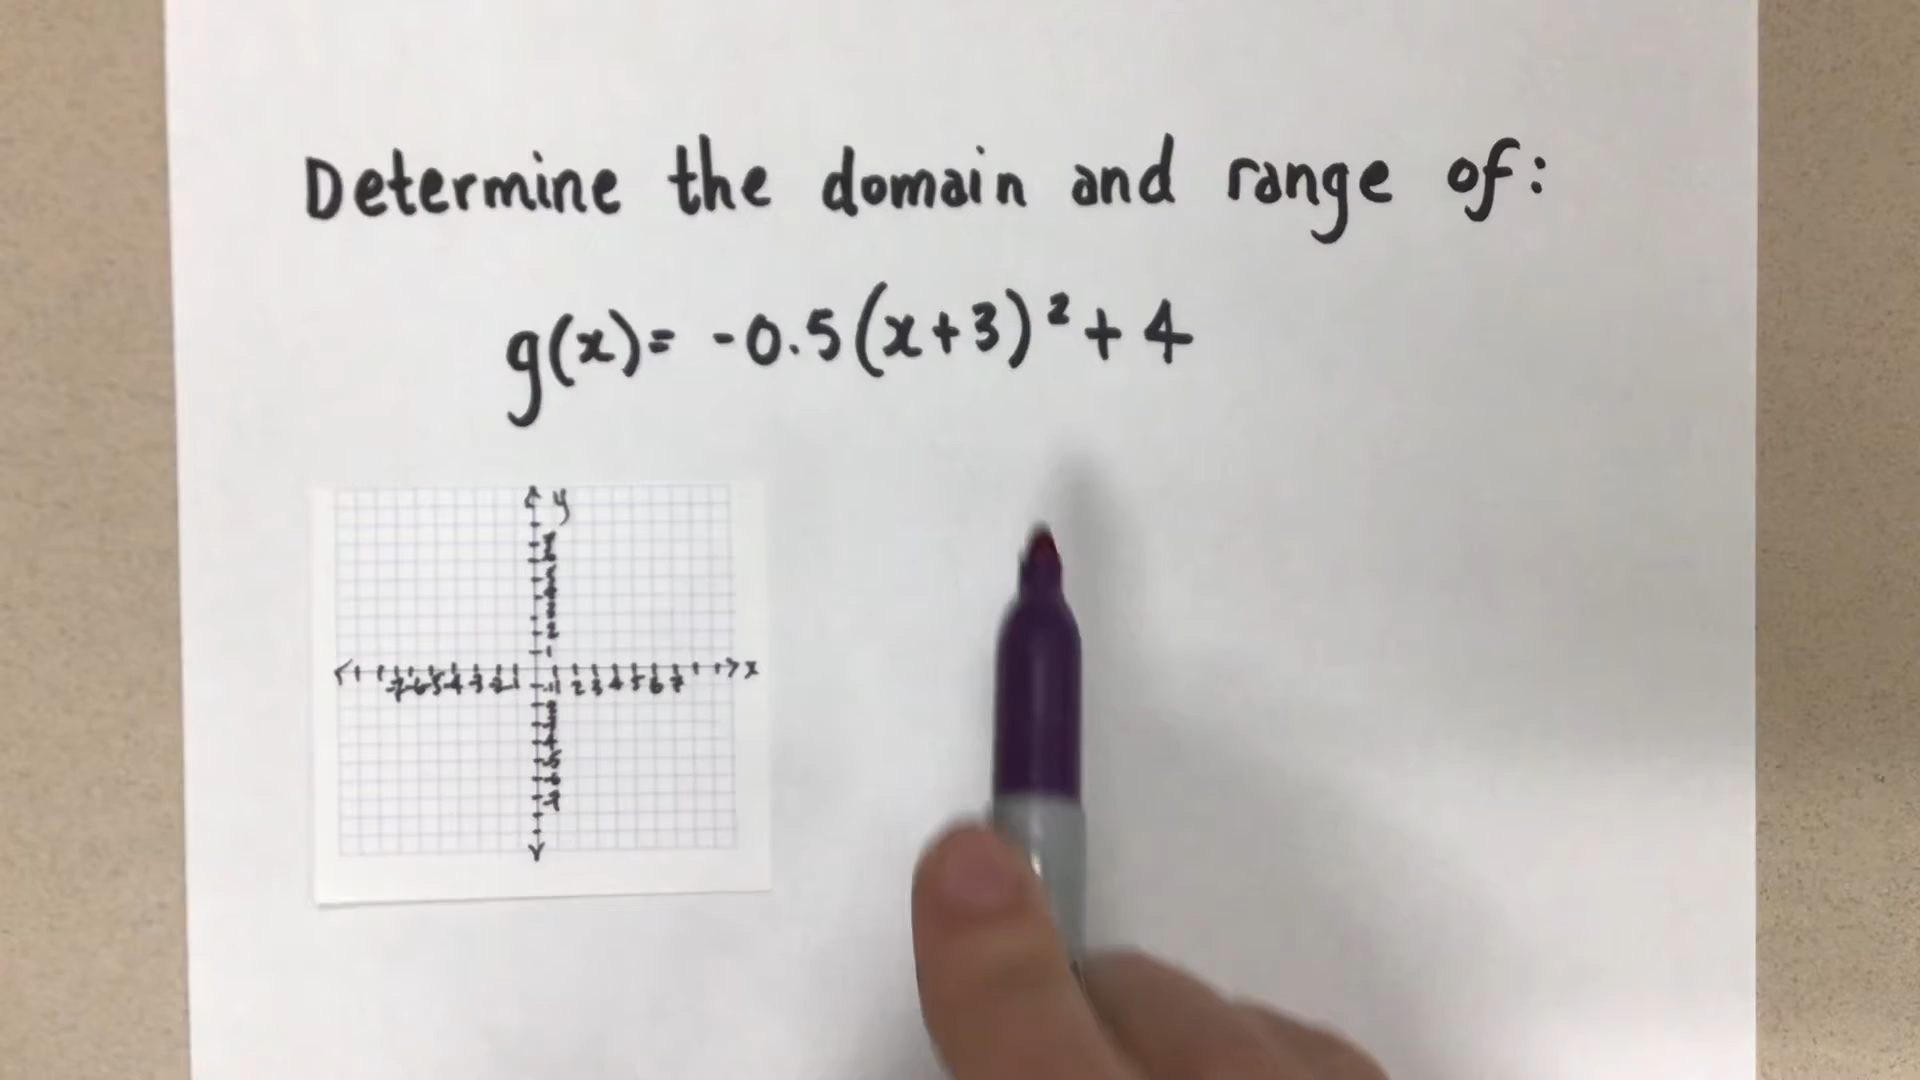 Determine the domain and range of:
g(x)= -0.5(x+3)²+4
y
x